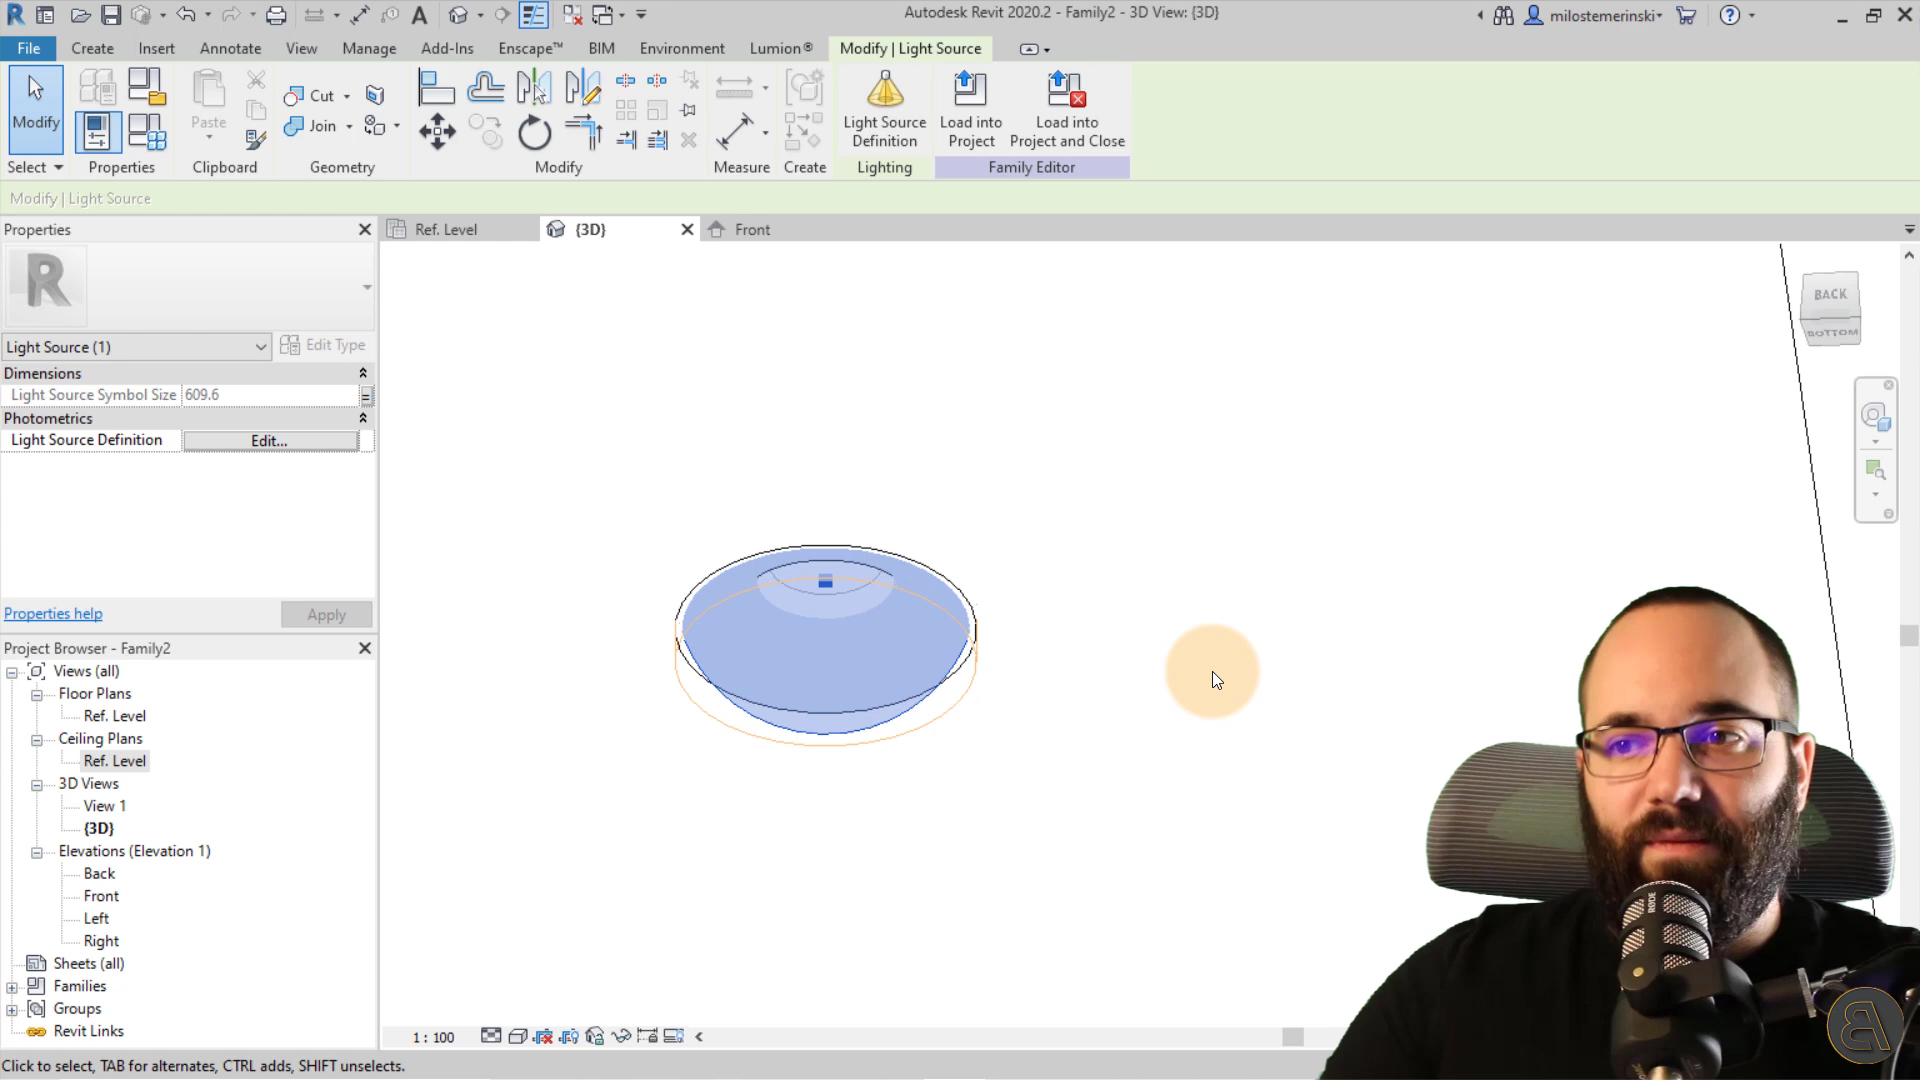 Autodesk Revit 2020.2 - Family2 - 3D View: {3D}
milostemerinski
File Create Insert Annotate View Manage Add-Ins Enscape™ BIM Environment Lumion® Modify | Light Source
Modify
Paste
Cut
Join
Light Source Definition
Load into Project
Load into Project and Close
Select Properties Clipboard Geometry Modify Measure Create Lighting Family Editor
Modify | Light Source
Properties
Ref. Level
{3D}
Front
R
Light Source (1)
Edit Type
Dimensions
Light Source Symbol Size 609.6
=
Photometrics
Light Source Definition Edit...
Properties help
Apply
BACK
BOTTOM
Project Browser - Family2
Views (all)
Floor Plans
Ref. Level
Ceiling Plans
Ref. Level
3D Views
View 1
{3D}
Elevations (Elevation 1)
Back
Front
Left
Right
Sheets (all)
Families
Groups
Revit Links
1 : 100
RØDE
Click to select, TAB for alternates, CTRL adds, SHIFT unselects.